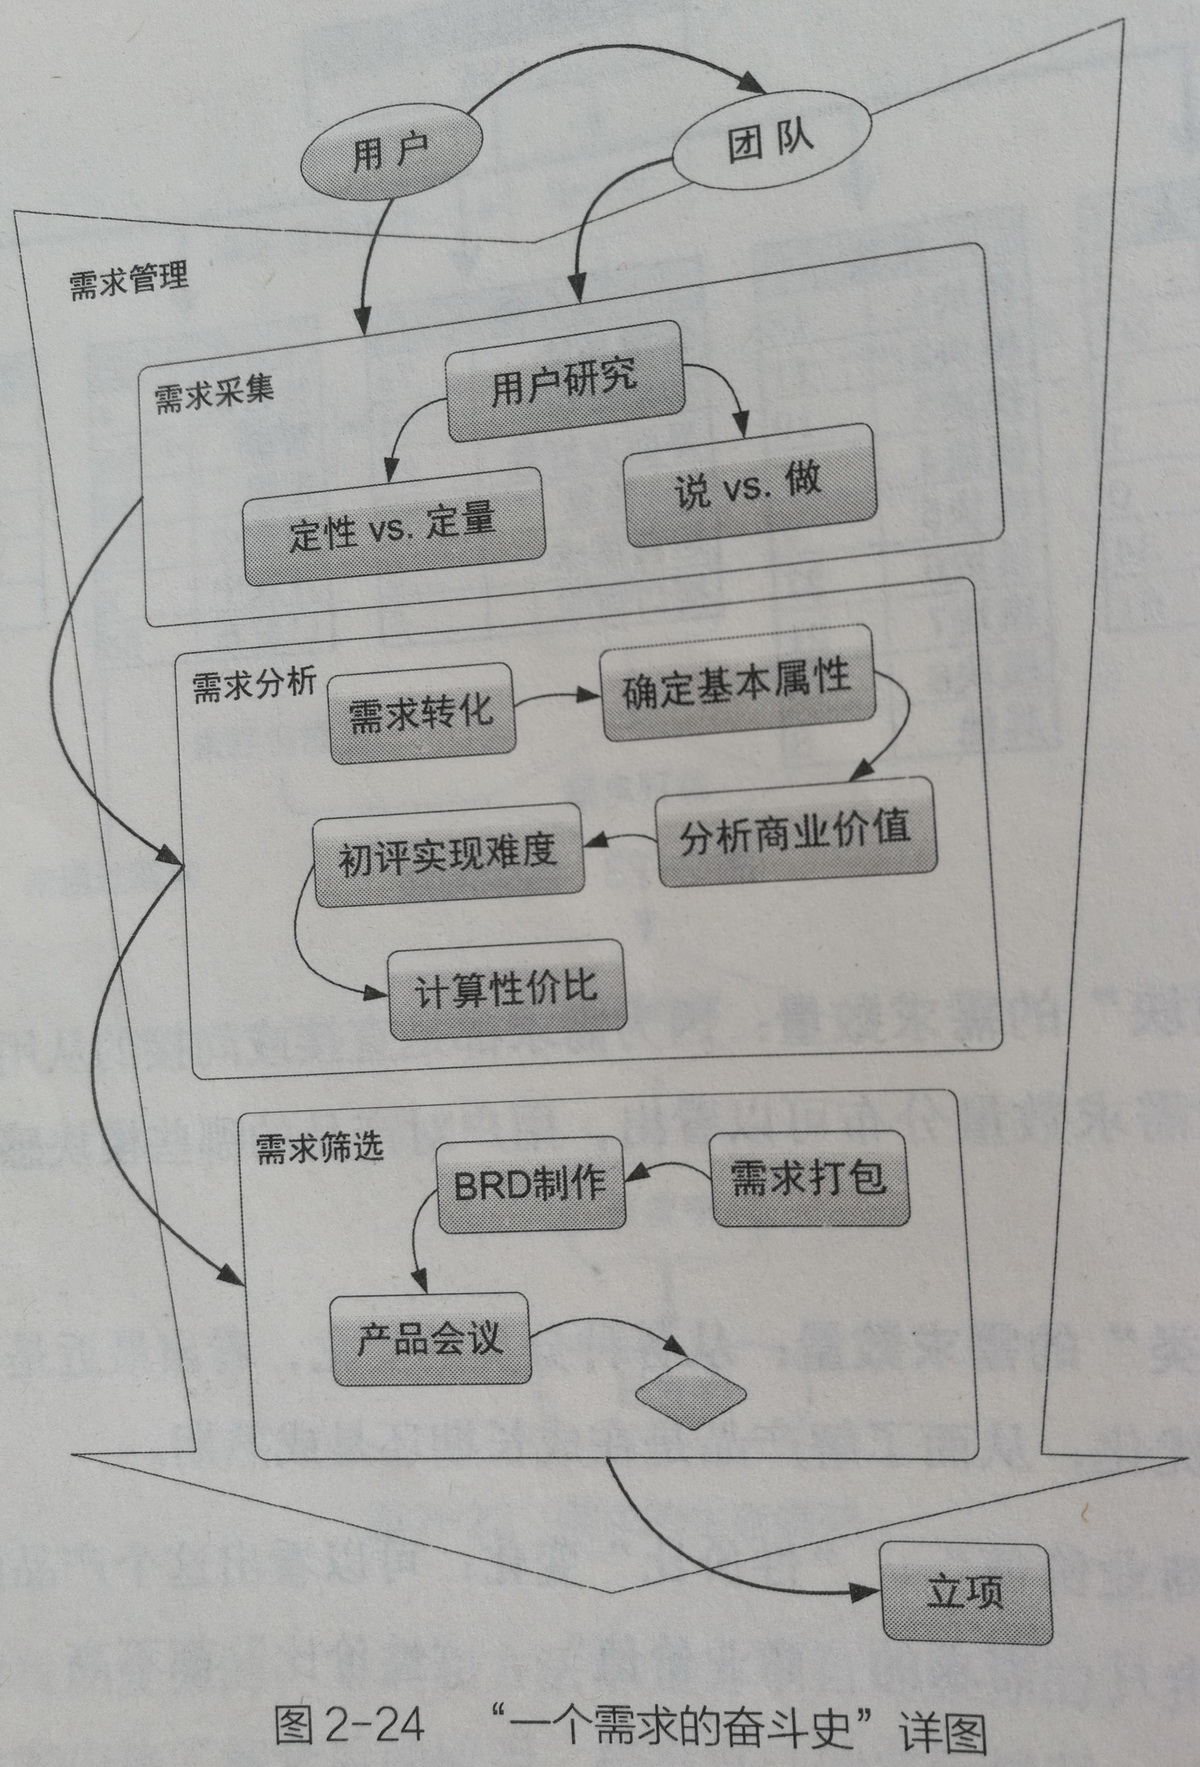 用户
团队
需求管理
需求采集
用户研究
定性 vs. 定量
说 vs. 做
需求分析
需求转化
确定基本属性
分析商业价值
初评实现难度
计算性价比
需求筛选
需求打包
BRD制作
产品会议
立项
图2-24 “一个需求的奋斗史”详图